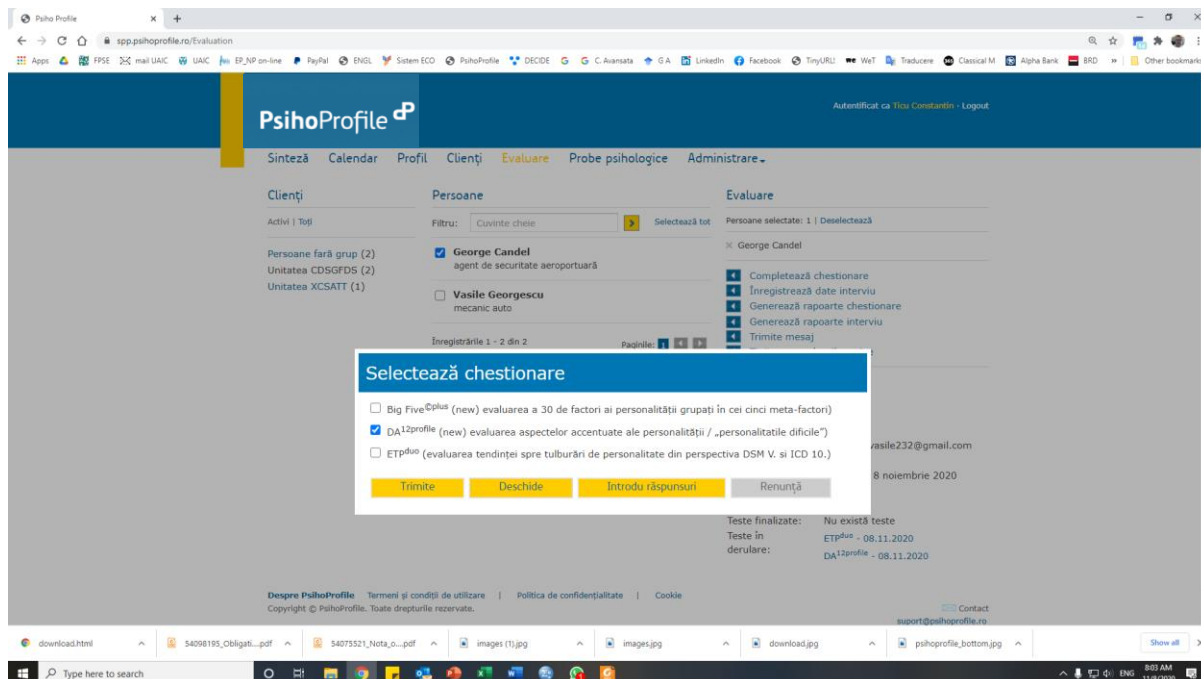 Psiho Profile
spp.psihoprofile.ro/Evaluation
Apps FPSE mail UAIC UAIC EP_NP on-line PayPal ENGL Sistem ECO PsihoProfile DECIDE G G C. Avansata G A LinkedIn Facebook TinyURL! WeT Traducere Classical M Alpha Bank BRD » Other bookmarks
PsihoProfile
Autentificat ca Ticu Constantin - Logout
Sinteză Calendar Profil Clienți Evaluare Probe psihologice Administrare
Clienți Persoane Evaluare
Activi | Toți Filtru: Cuvinte cheie Selectează tot Persoane selectate: 1 | Deselectează
Persoane fară grup (2)
Unitatea CDSGFDS (2)
Unitatea XCSATT (1)
George Candel
agent de securitate aeroportuară
Vasile Georgescu
mecanic auto
Înregistrările 1 - 2 din 2 Paginile: 1
George Candel
Completează chestionare
Înregistrează date interviu
Generează rapoarte chestionare
Generează rapoarte interviu
Trimite mesaj
Selectează chestionare
Big Five©plus (new) evaluarea a 30 de factori ai personalității grupați în cei cinci meta-factori)
DA12profile (new) evaluarea aspectelor accentuate ale personalității / „personalitatile dificile”)
ETPduo (evaluarea tendinței spre tulburări de personalitate din perspectiva DSM V. si ICD 10.)
Trimite Deschide Introdu răspunsuri Renunță
vasile232@gmail.com
8 noiembrie 2020
Teste finalizate: Nu există teste
Teste în derulare: ETPduo - 08.11.2020
DA12profile - 08.11.2020
Despre PsihoProfile Termeni și condiții de utilizare | Politica de confidențialitate | Cookie
Copyright © PsihoProfile. Toate drepturile rezervate.
Contact
suport@psihoprofile.ro
download.html 54098195_Obligati....pdf 54075521_Nota_o....pdf images (1).jpg images.jpg download.jpg psihoprofile_bottom.jpg Show all
Type here to search
ENG 8:03 AM